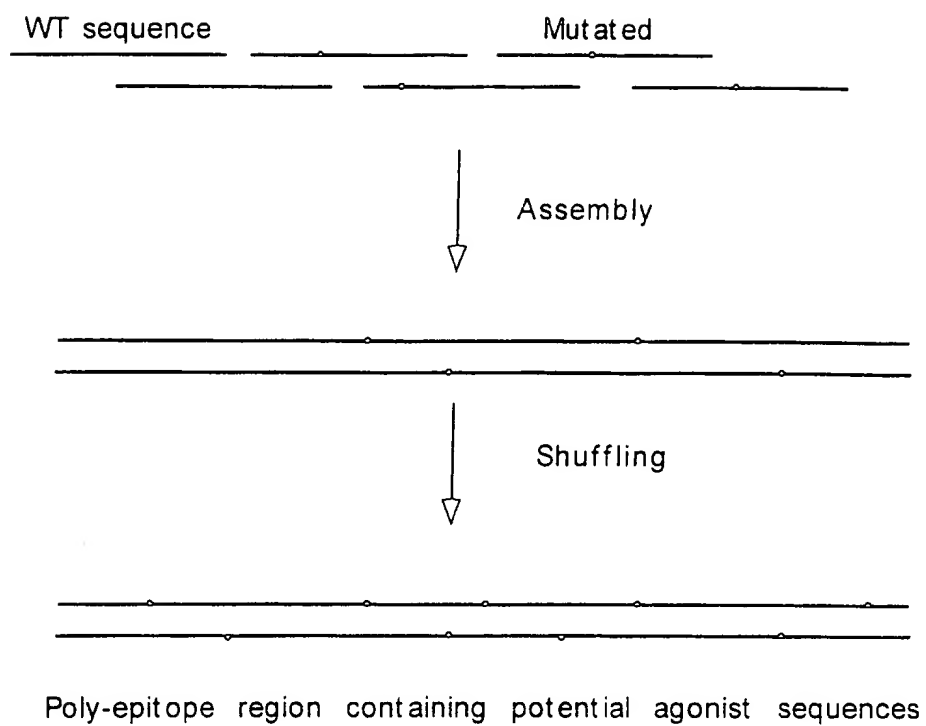 WT sequence
Mutated
Assembly
Shuffling
Poly-epitope region containing potential agonist sequences